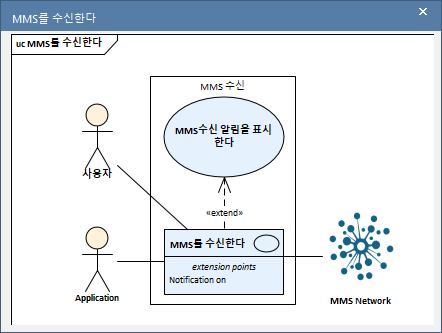 MMS를 수신한다
uc MMS를 수신한다
MMS 수신
MMS수신 알림을 표시
한다
사용자
«extend»
MMS를 수신한다
extension points
Notification on
Application
MMS Network